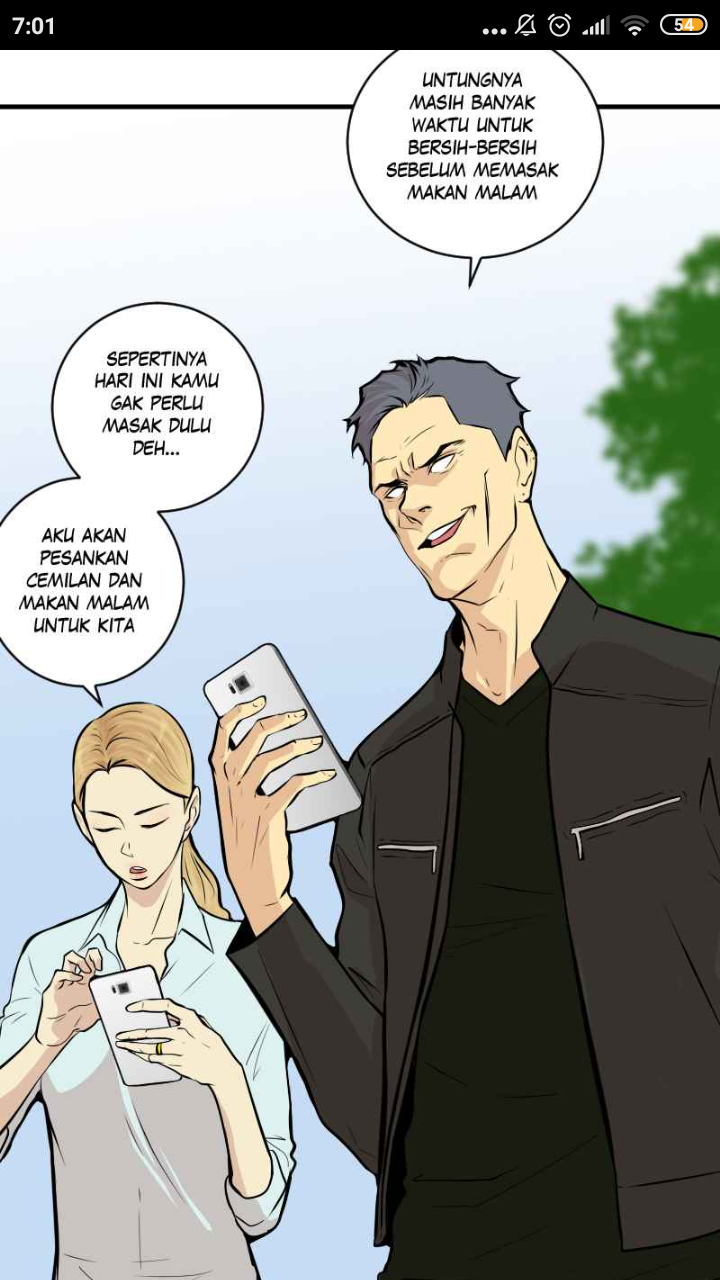 7:01
54
UNTUNGNYA
MASIH BANYAK
WAKTU UNTUK
BERSIH-BERSIH
SEBELUM MEMASAK
MAKAN MALAM
SEPERTINYA
HARI INI KAMU
GAK PERLU
MASAK DULU
DEH...
AKU AKAN
PESANKAN
CEMILAN DAN
MAKAN MALAM
UNTUK KITA